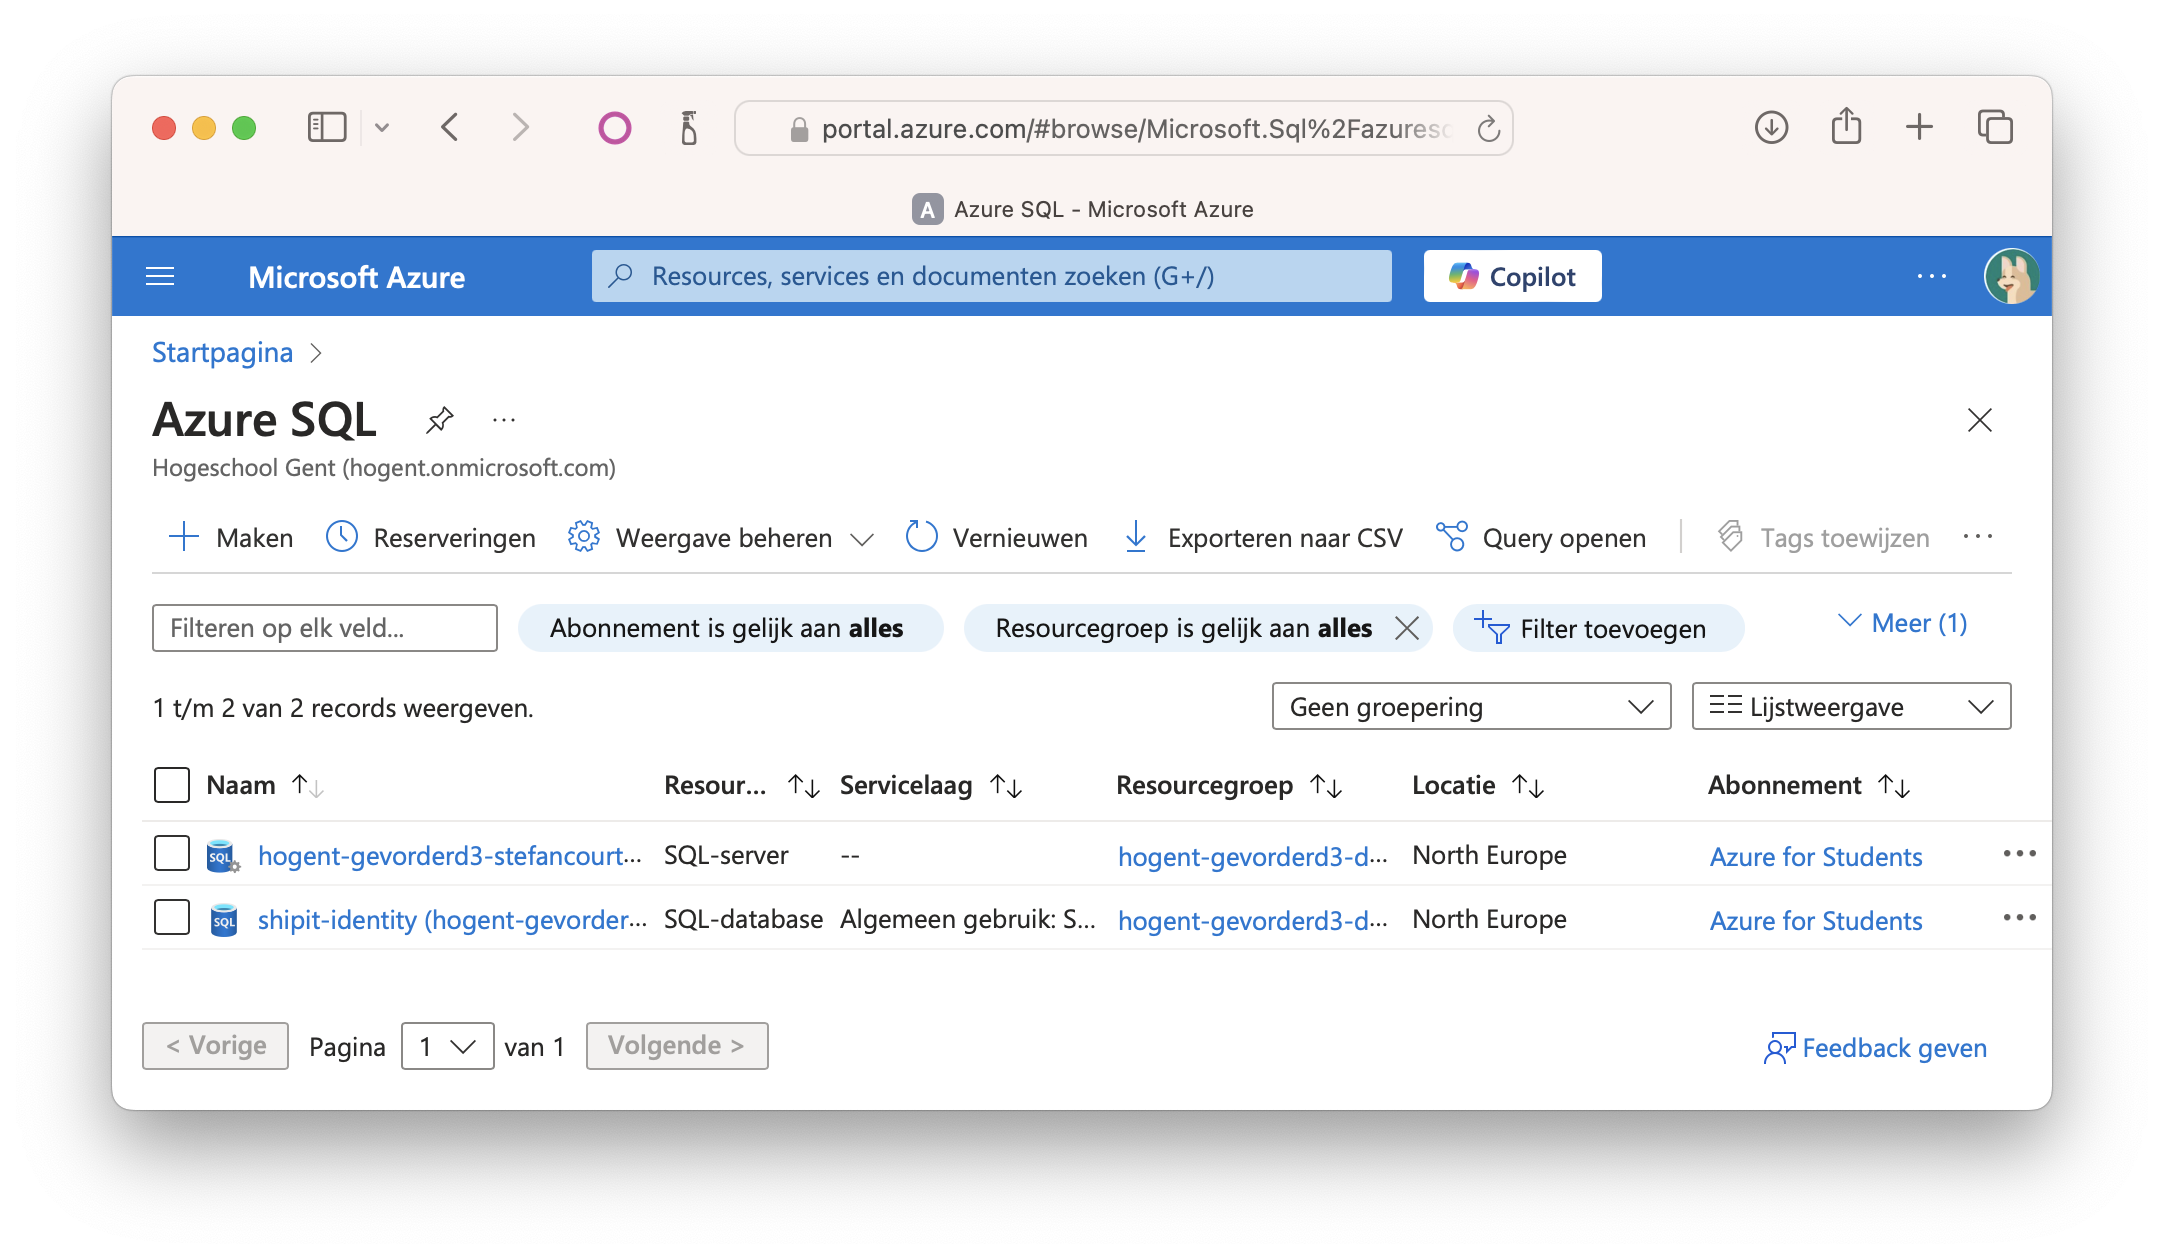 portal.azure.com/#browse/Microsoft.Sql%2Fazuresc
A Azure SQL - Microsoft Azure
Microsoft Azure
Resources, services en documenten zoeken (G+/)
Copilot
Startpagina
Azure SQL
Hogeschool Gent (hogent.onmicrosoft.com)
Maken Reserveringen Weergave beheren Vernieuwen Exporteren naar CSV Query openen Tags toewijzen
Filteren op elk veld... Abonnement is gelijk aan alles Resourcegroep is gelijk aan alles Filter toevoegen Meer (1)
1 t/m 2 van 2 records weergeven. Geen groepering Lijstweergave
Naam Resour... Servicelaag Resourcegroep Locatie Abonnement
SQL hogent-gevorderd3-stefancourt... SQL-server -- hogent-gevorderd3-d... North Europe Azure for Students
SQL shipit-identity (hogent-gevorder... SQL-database Algemeen gebruik: S... hogent-gevorderd3-d... North Europe Azure for Students
< Vorige Pagina 1 van 1 Volgende > Feedback geven